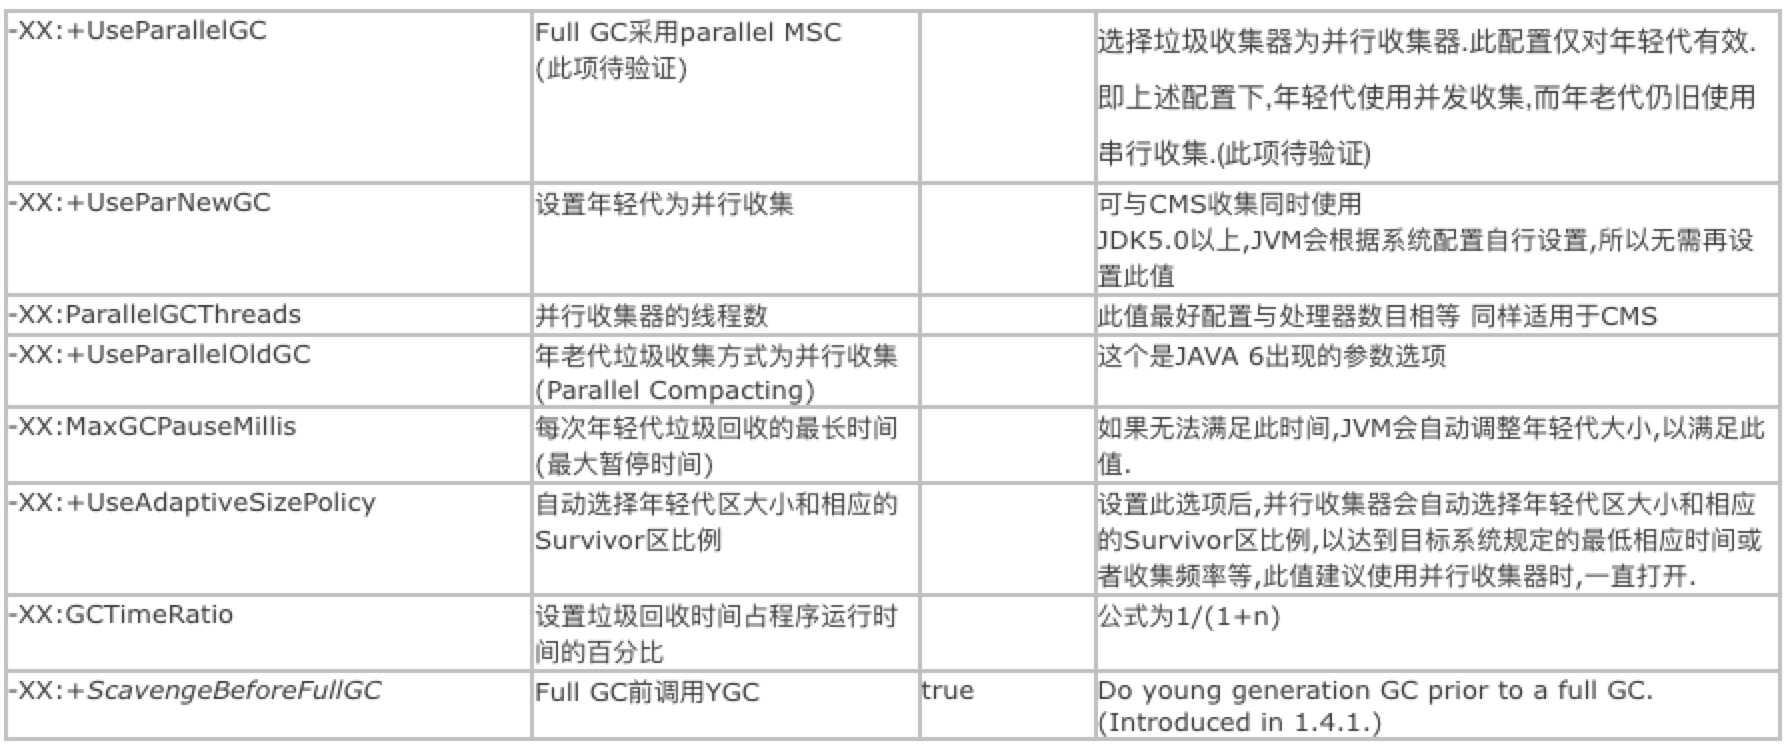 -XX:+UseParallelGC
Full GC采用parallel MSC
(此项待验证)
选择垃圾收集器为并行收集器.此配置仅对年轻代有效.
即上述配置下,年轻代使用并发收集,而年老代仍旧使用
串行收集.(此项待验证)
-XX:+UseParNewGC
设置年轻代为并行收集
可与CMS收集同时使用
JDK5.0以上,JVM会根据系统配置自行设置,所以无需再设
置此值
-XX:ParallelGCThreads
并行收集器的线程数
此值最好配置与处理器数目相等 同样适用于CMS
-XX:+UseParallelOldGC
年老代垃圾收集方式为并行收集
(Parallel Compacting)
这个是JAVA 6出现的参数选项
-XX:MaxGCPauseMillis
每次年轻代垃圾回收的最长时间
(最大暂停时间)
如果无法满足此时间,JVM会自动调整年轻代大小,以满足此
值.
-XX:+UseAdaptiveSizePolicy
自动选择年轻代区大小和相应的
Survivor区比例
设置此选项后,并行收集器会自动选择年轻代区大小和相应
的Survivor区比例,以达到目标系统规定的最低相应时间或
者收集频率等,此值建议使用并行收集器时,一直打开.
-XX:GCTimeRatio
设置垃圾回收时间占程序运行时
间的百分比
公式为1/(1+n)
-XX:+ScavengeBeforeFullGC
Full GC前调用YGC
true
Do young generation GC prior to a full GC.
(Introduced in 1.4.1.)